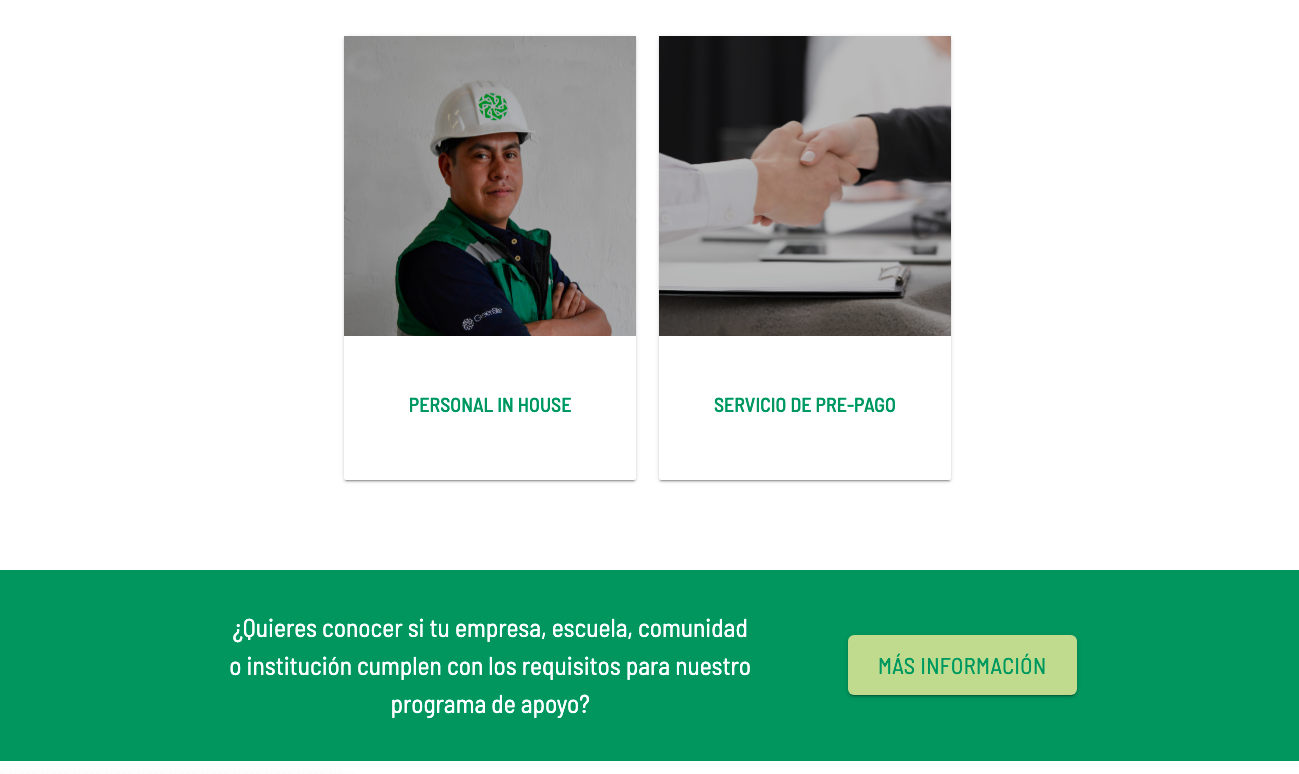 PERSONAL IN HOUSE
SERVICIO DE PRE-PAGO
¿Quieres conocer si tu empresa, escuela, comunidad
o institución cumplen con los requisitos para nuestro
programa de apoyo?
MÁS INFORMACIÓN